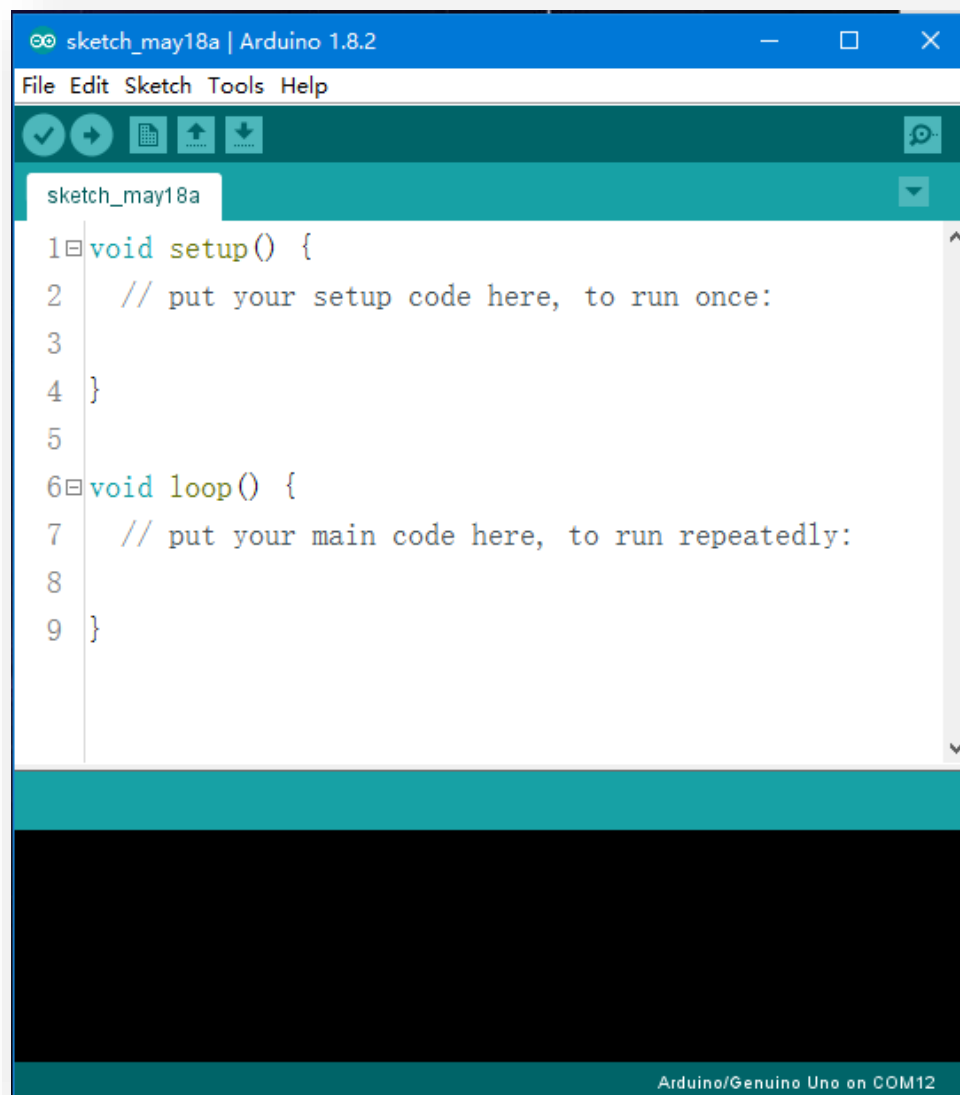 sketch_may18a | Arduino 1.8.2
File Edit Sketch Tools Help
sketch_may18a
1 void setup() {
2 // put your setup code here, to run once:
3
4 }
5
6 void loop() {
7 // put your main code here, to run repeatedly:
8
9 }
Arduino/Genuino Uno on COM12